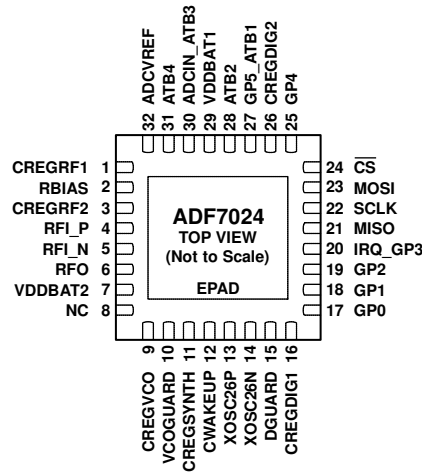 32 ADCVREF
31 ATB4
30 ADCIN_ATB3
29 VDDBAT1
28 ATB2
27 GP5_ATB1
26 CREGDIG2
25 GP4
CREGRF1 1
RBIAS 2
CREGRF2 3
RFI_P 4
RFI_N 5
RFO 6
VDDBAT2 7
NC 8
ADF7024
TOP VIEW
(Not to Scale)
EPAD
24 CS
23 MOSI
22 SCLK
21 MISO
20 IRQ_GP3
19 GP2
18 GP1
17 GP0
CREGVCO 9
VCOGUARD 10
CREGSYNTH 11
CWAKEUP 12
XOSC26P 13
XOSC26N 14
DGUARD 15
CREGDIG1 16